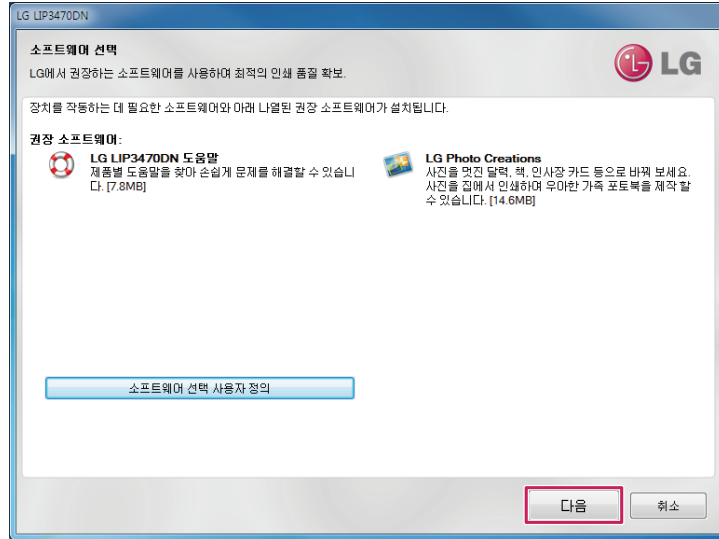 LG LIP3470DN
소프트웨어 선택
LG에서 권장하는 소프트웨어를 사용하여 최적의 인쇄 품질 확보.
LG
장치를 작동하는 데 필요한 소프트웨어와 아래 나열된 권장 소프트웨어가 설치됩니다.
권장 소프트웨어:
LG LIP3470DN 도움말
제품별 도움말을 찾아 손쉽게 문제를 해결할 수 있습니
다. [7.8MB]
LG Photo Creations
사진을 멋진 달력, 책, 인사장 카드 등으로 바꿔 보세요.
사진을 집에서 인쇄하여 우아한 가족 포토북을 제작 할
수 있습니다. [14.6MB]
소프트웨어 선택 사용자 정의
다음
취소